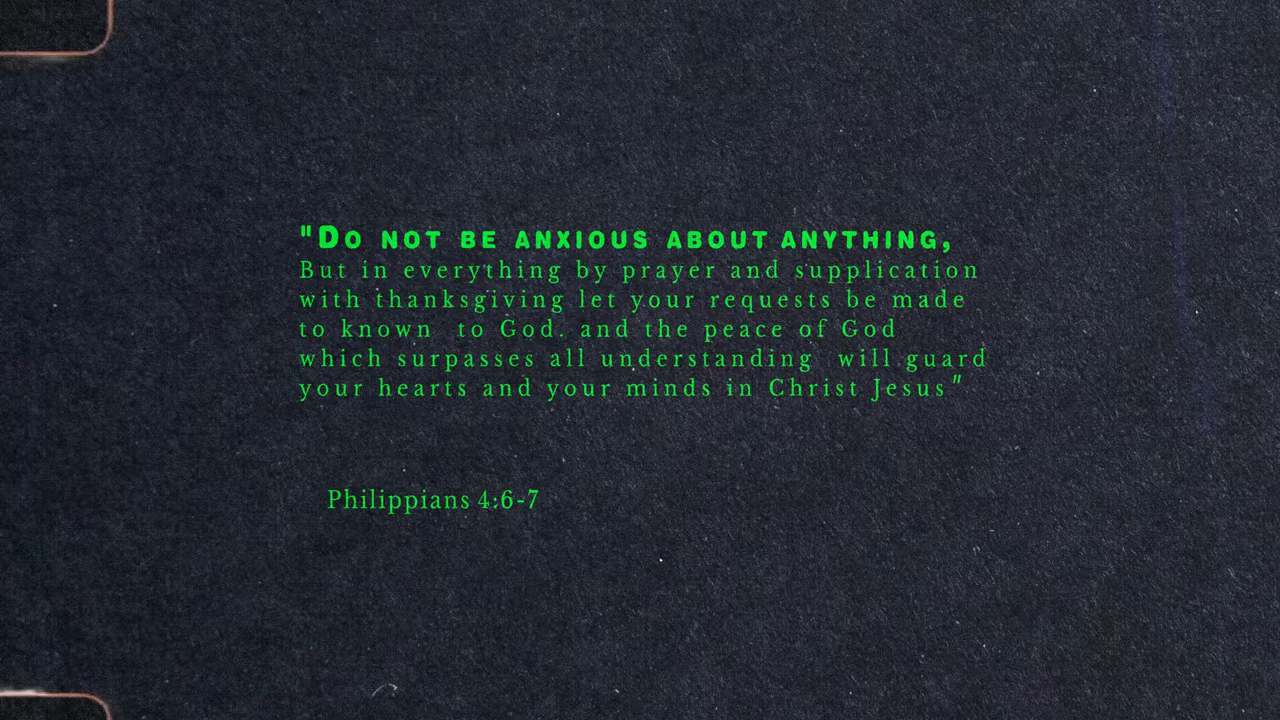 "Do not be anxious about anything,
But in everything by prayer and supplication
with thanksgiving let your requests be made
to known to God. and the peace of God
which surpasses all understanding will guard
your hearts and your minds in Christ Jesus"
Philippians 4:6-7